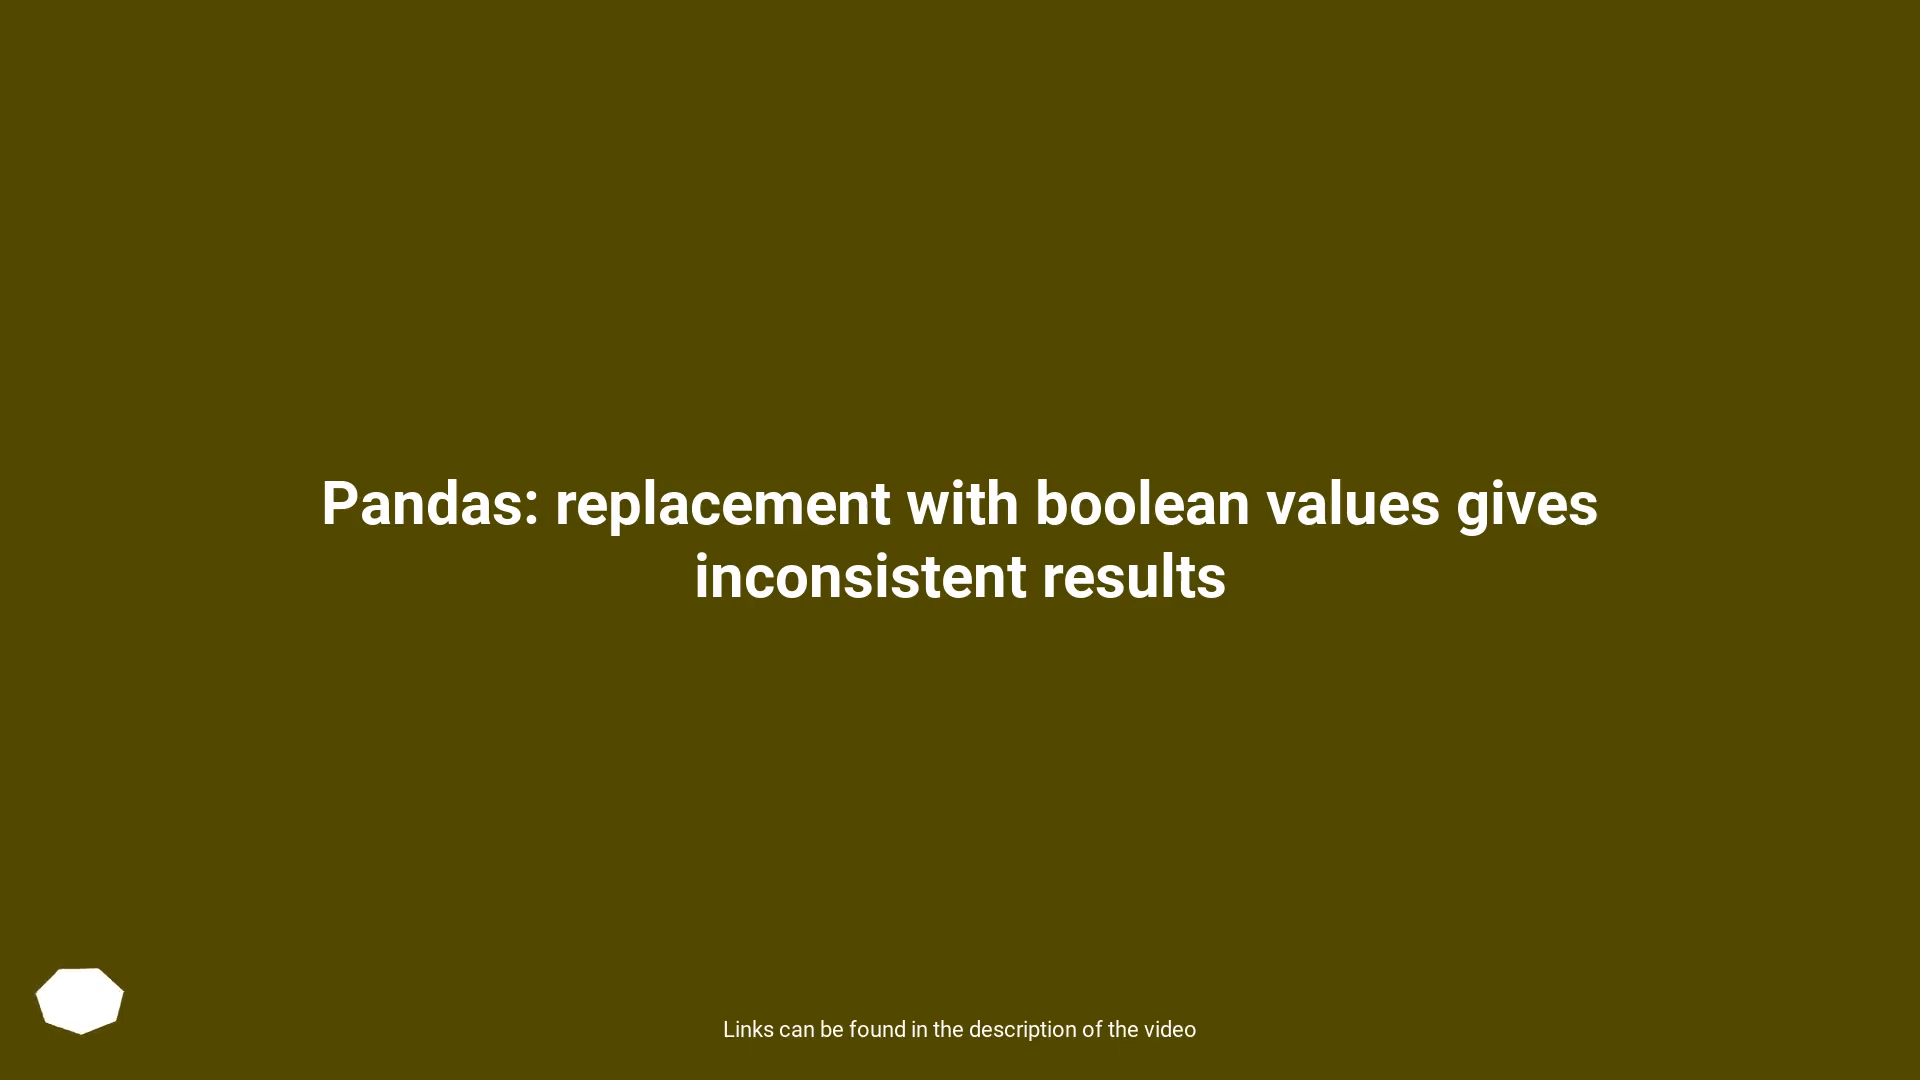 Pandas: replacement with boolean values gives
inconsistent results
Links can be found in the description of the video